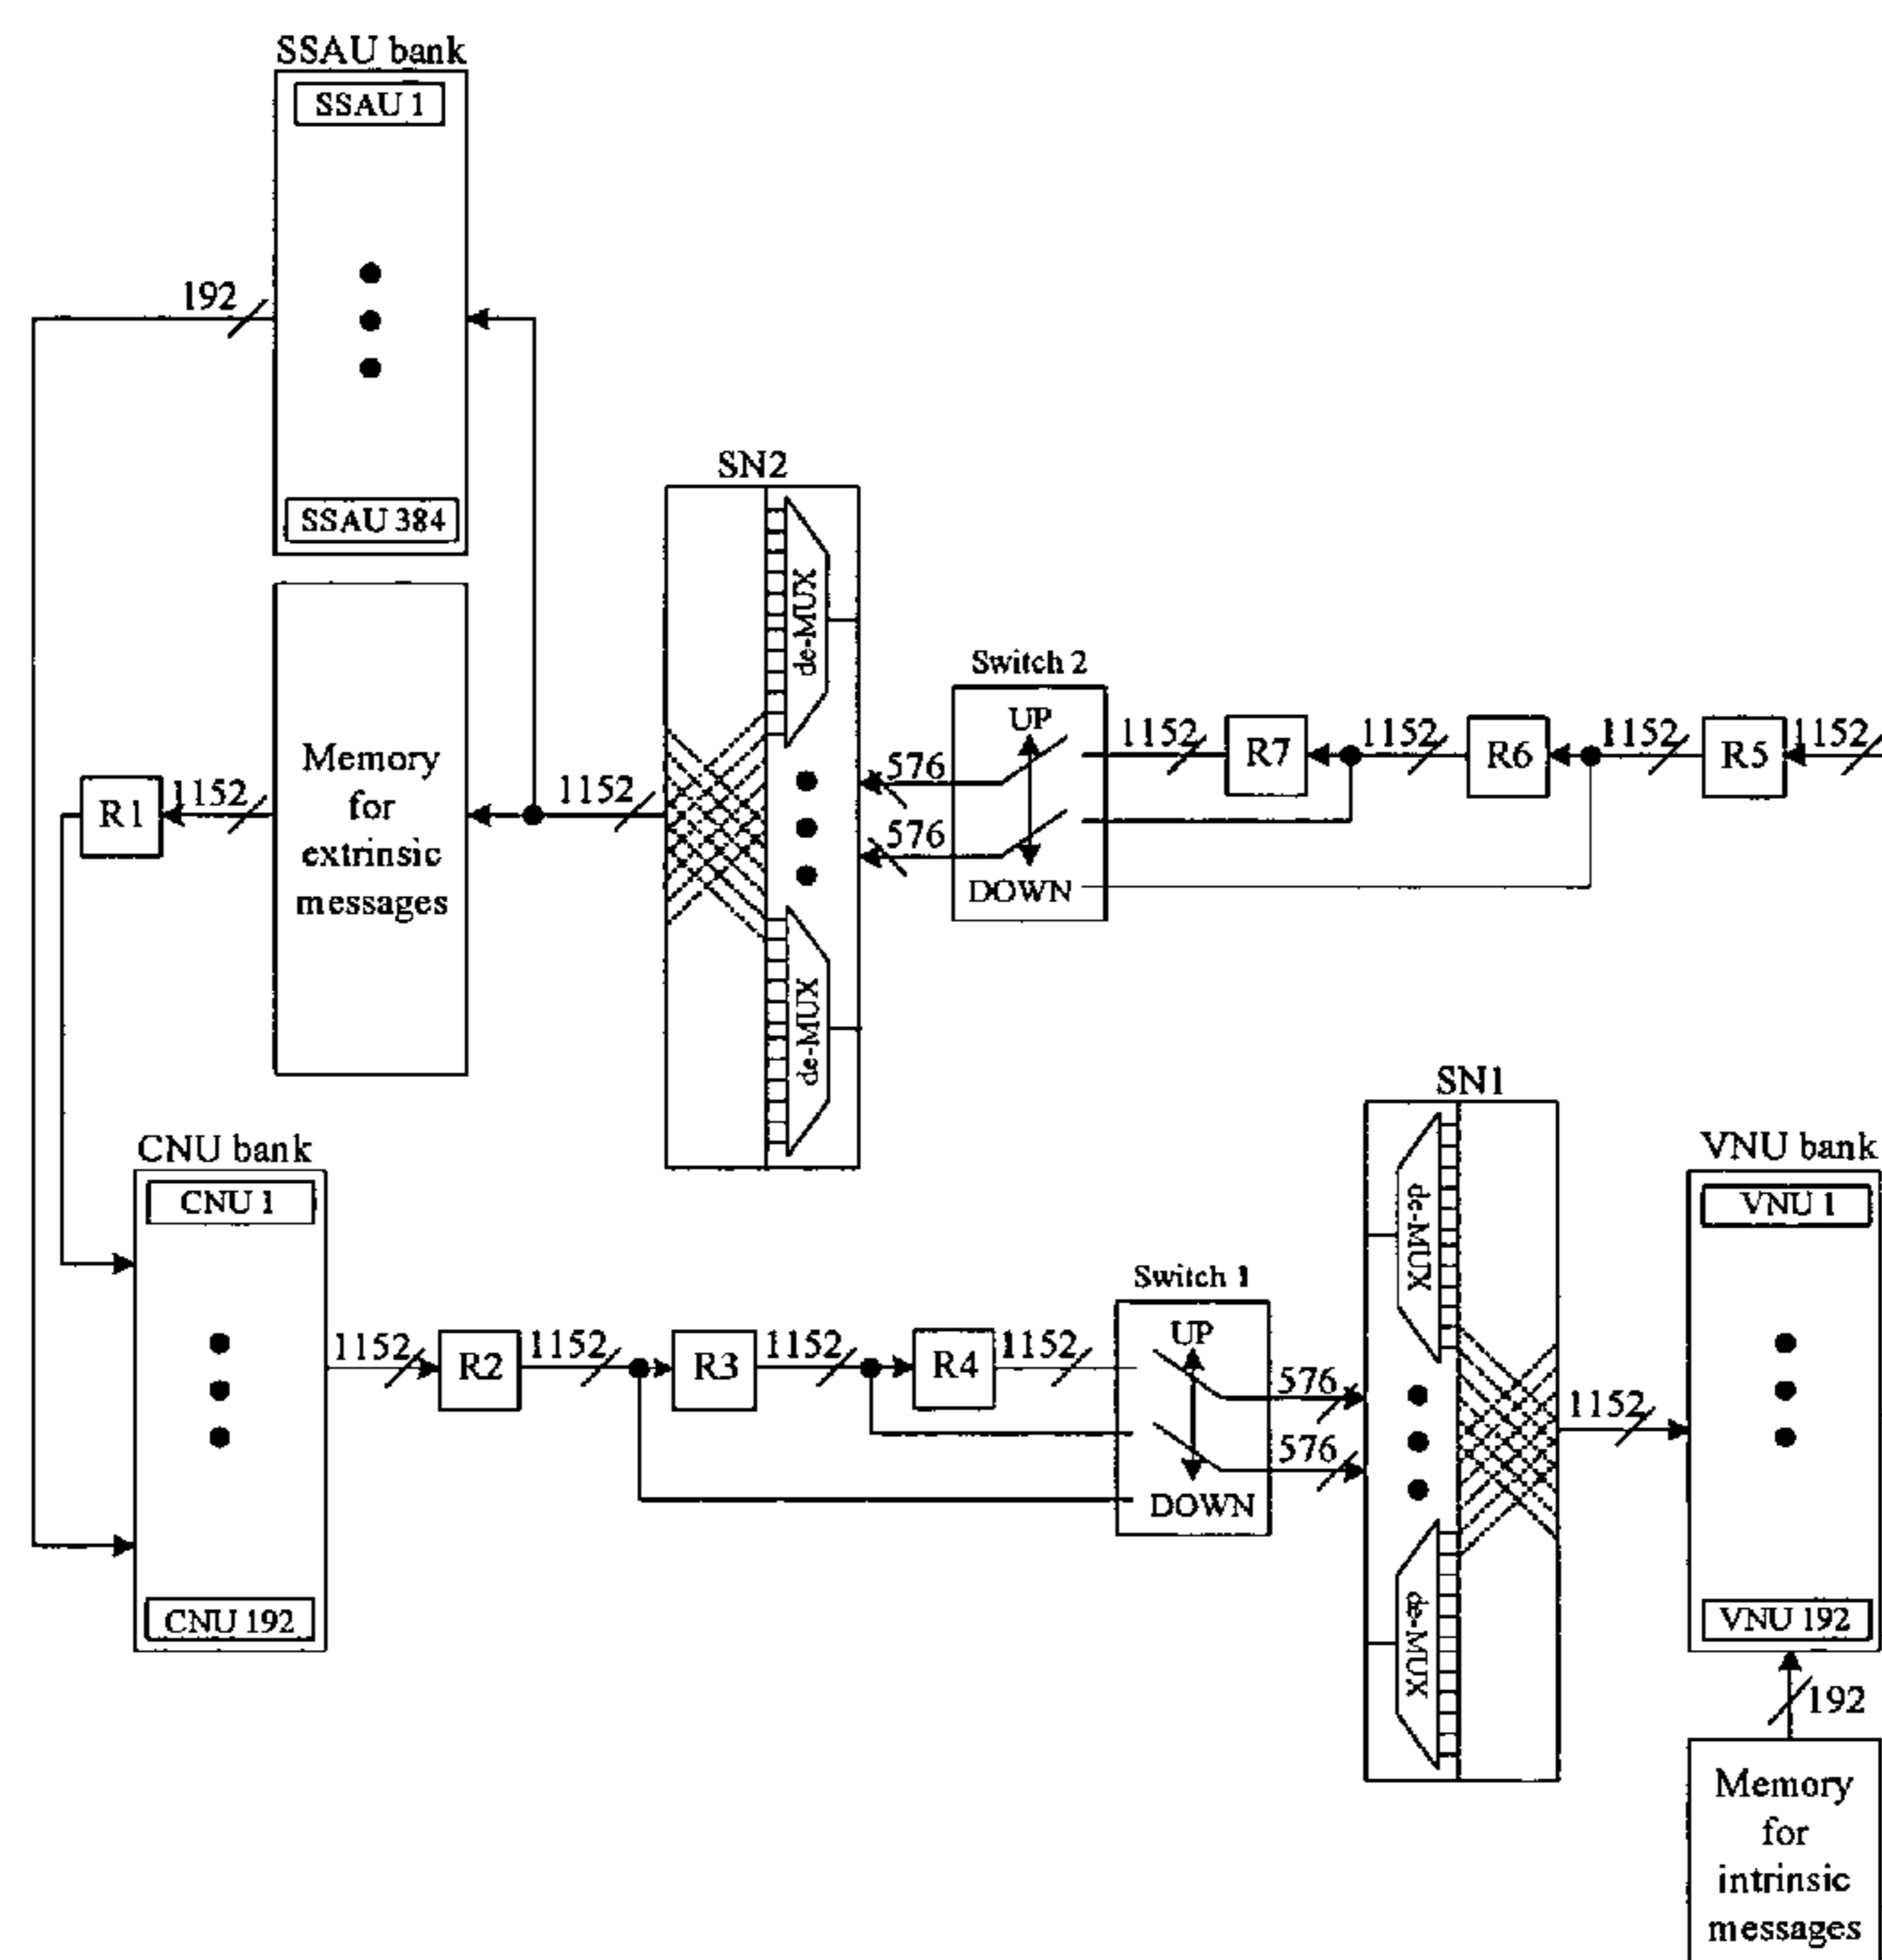 SSAU bank
SSAU 1
192
SSAU 384
SN2
de-MUX
de-MUX
Switch 2
UP
DOWN
576
576
1152
R7
1152
R6
1152
R5
1152
Memory
for
extrinsic
messages
R1
1152
1152
CNU bank
CNU 1
CNU 192
1152
R2
1152
R3
1152
R4
1152
Switch 1
UP
DOWN
576
576
SN1
de-MUX
de-MUX
1152
VNU bank
VNU 1
VNU 192
192
Memory
for
intrinsic
messages